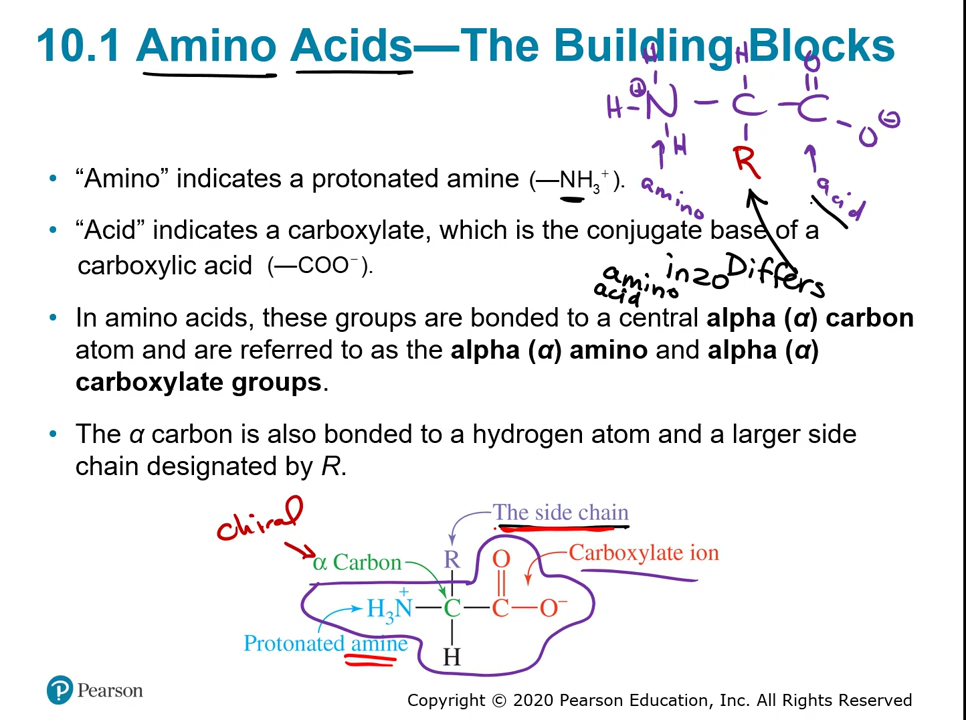 10.1 Amino Acids—The Building Blocks
H H O
H–N⊕ – C – C – O⊖
H R
amino acid
• “Amino” indicates a protonated amine (—NH₃⁺).
• “Acid” indicates a carboxylate, which is the conjugate base of a
carboxylic acid (—COO⁻).
amino acid in 20 amino Differs
• In amino acids, these groups are bonded to a central alpha (α) carbon
atom and are referred to as the alpha (α) amino and alpha (α)
carboxylate groups.
• The α carbon is also bonded to a hydrogen atom and a larger side
chain designated by R.
chiral
The side chain
α Carbon R O Carboxylate ion
H₃N⁺—C—C—O⁻
Protonated amine
H
Pearson
Copyright © 2020 Pearson Education, Inc. All Rights Reserved